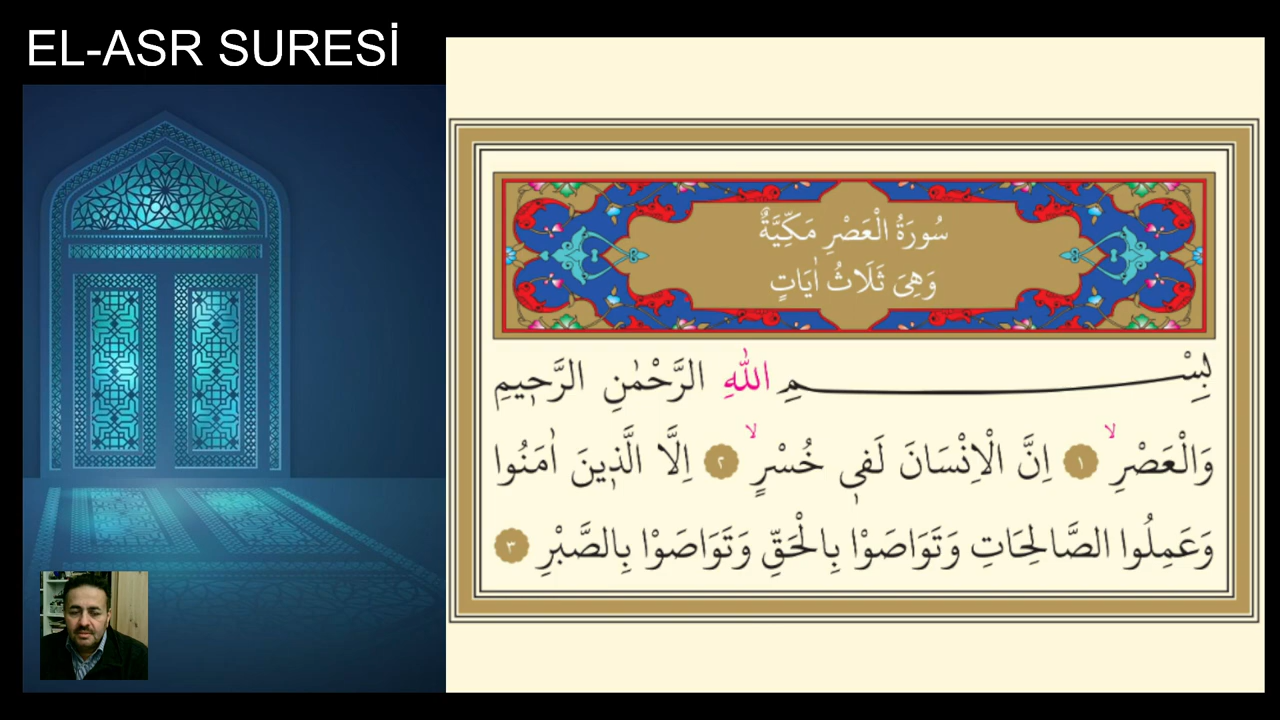 EL-ASR SURESİ
سُورَةُ الْعَصْرِ مَكِّيَّةٌ
وَهِىَ ثَلَاثُ اٰيَاتٍ
بِسْمِ اللّٰهِ الرَّحْمٰنِ الرَّح۪يمِ
وَالْعَصْرِۙ ﴿١﴾ اِنَّ الْاِنْسَانَ لَف۪ى خُسْرٍۙ ﴿٢﴾ اِلَّا الَّذ۪ينَ اٰمَنُوا
وَعَمِلُوا الصَّالِحَاتِ وَتَوَاصَوْا بِالْحَقِّ وَتَوَاصَوْا بِالصَّبْرِ ﴿٣﴾